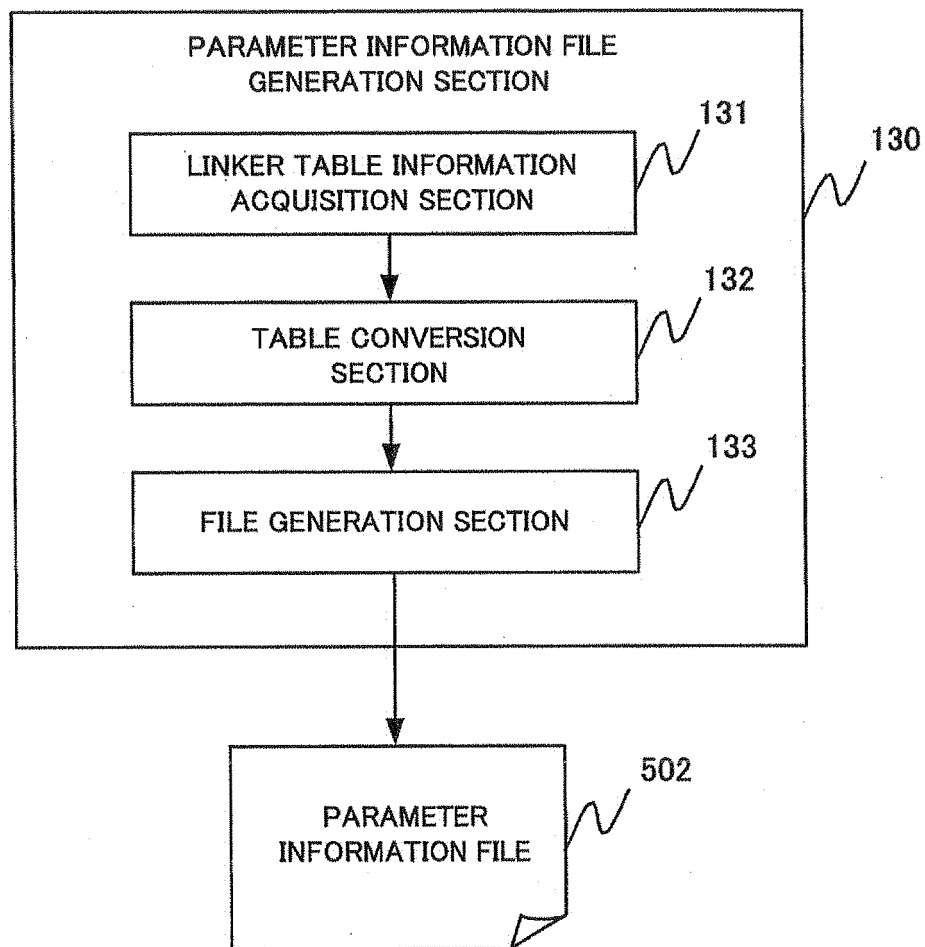 PARAMETER INFORMATION FILE
GENERATION SECTION
131
130
LINKER TABLE INFORMATION
ACQUISITION SECTION
132
TABLE CONVERSION
SECTION
133
FILE GENERATION SECTION
502
PARAMETER
INFORMATION FILE